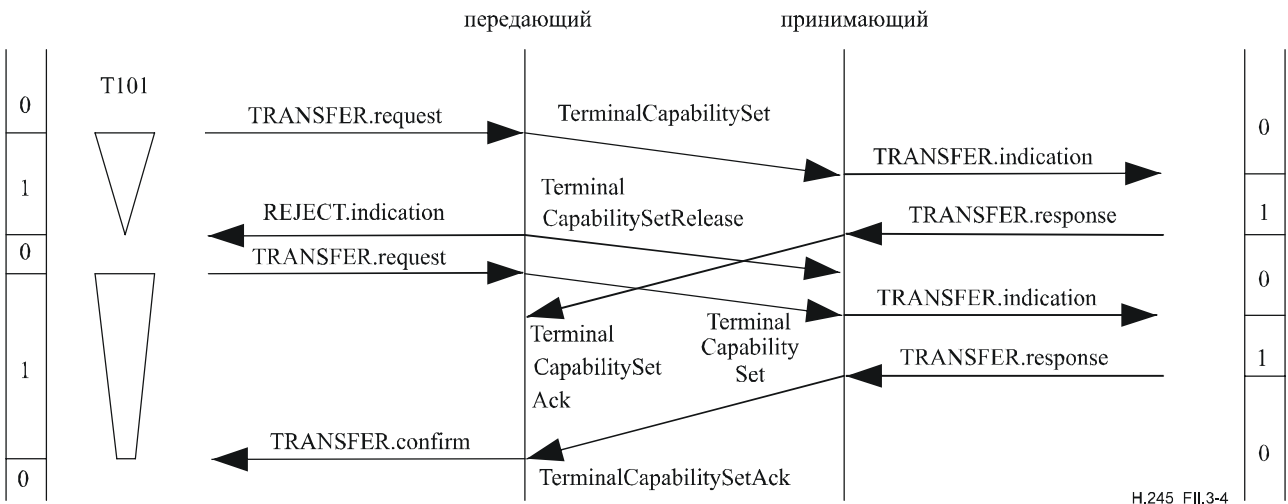 передающий
принимающий
T101
0
TRANSFER.request
TerminalCapabilitySet
0
TRANSFER.indication
1
Terminal
CapabilitySetRelease
REJECT.indication
TRANSFER.response
1
0
TRANSFER.request
0
TRANSFER.indication
Terminal
CapabilitySet
Ack
Terminal
Capability
Set
TRANSFER.response
1
1
TRANSFER.confirm
TerminalCapabilitySetAck
0
0
H.245_FII.3-4